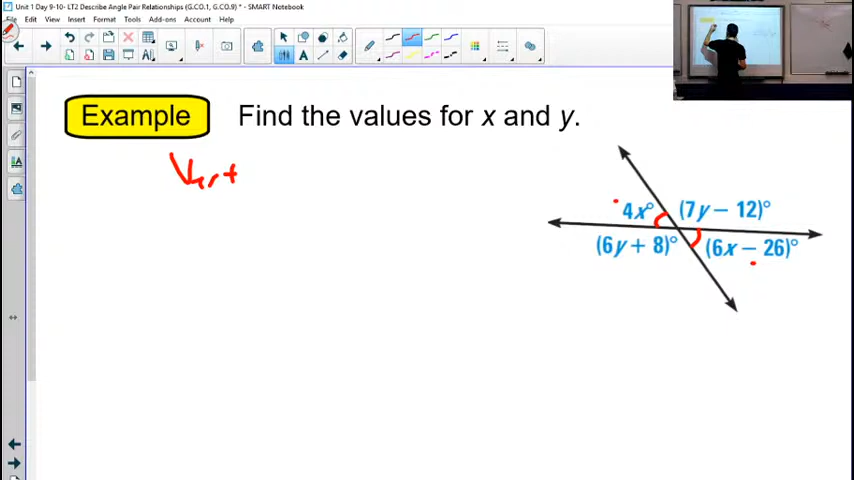 Unit 1 Day 9-10- LT2 Describe Angle Pair Relationships (G.CO.1, G.CO.9) * - SMART Notebook
File Edit View Insert Format Tools Add-ons Account Help
Example Find the values for x and y.
Vert
4x° (7y − 12)°
(6y + 8)° (6x − 26)°